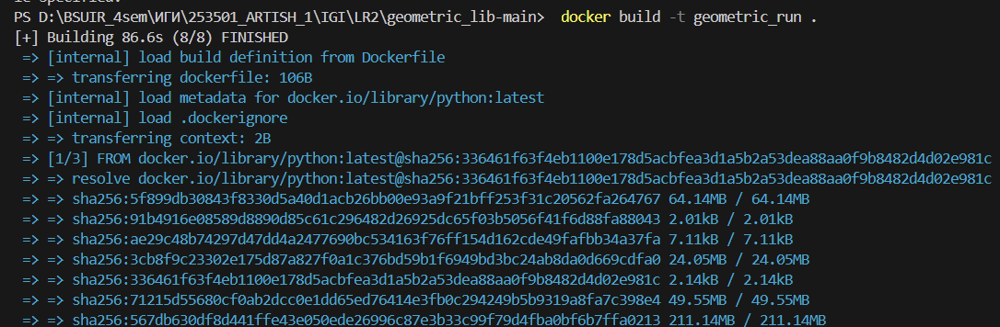 le specified.
PS D:\BSUIR_4sem\ИГИ\253501_ARTISH_1\IGI\LR2\geometric_lib-main> docker build -t geometric_run .
[+] Building 86.6s (8/8) FINISHED
=> [internal] load build definition from Dockerfile
=> => transferring dockerfile: 106B
=> [internal] load metadata for docker.io/library/python:latest
=> [internal] load .dockerignore
=> => transferring context: 2B
=> [1/3] FROM docker.io/library/python:latest@sha256:336461f63f4eb1100e178d5acbfea3d1a5b2a53dea88aa0f9b8482d4d02e981c
=> => resolve docker.io/library/python:latest@sha256:336461f63f4eb1100e178d5acbfea3d1a5b2a53dea88aa0f9b8482d4d02e981c
=> => sha256:5f899db30843f8330d5a40d1acb26bb00e93a9f21bff253f31c20562fa264767 64.14MB / 64.14MB
=> => sha256:91b4916e08589d8890d85c61c296482d26925dc65f03b5056f41f6d88fa88043 2.01kB / 2.01kB
=> => sha256:ae29c48b74297d47dd4a2477690bc534163f76ff154d162cde49fafbb34a37fa 7.11kB / 7.11kB
=> => sha256:3cb8f9c23302e175d87a827f0a1c376bd59b1f6949bd3bc24ab8da0d669cdfa0 24.05MB / 24.05MB
=> => sha256:336461f63f4eb1100e178d5acbfea3d1a5b2a53dea88aa0f9b8482d4d02e981c 2.14kB / 2.14kB
=> => sha256:71215d55680cf0ab2dcc0e1dd65ed76414e3fb0c294249b5b9319a8fa7c398e4 49.55MB / 49.55MB
=> => sha256:567db630df8d441ffe43e050ede26996c87e3b33c99f79d4fba0bf6b7ffa0213 211.14MB / 211.14MB